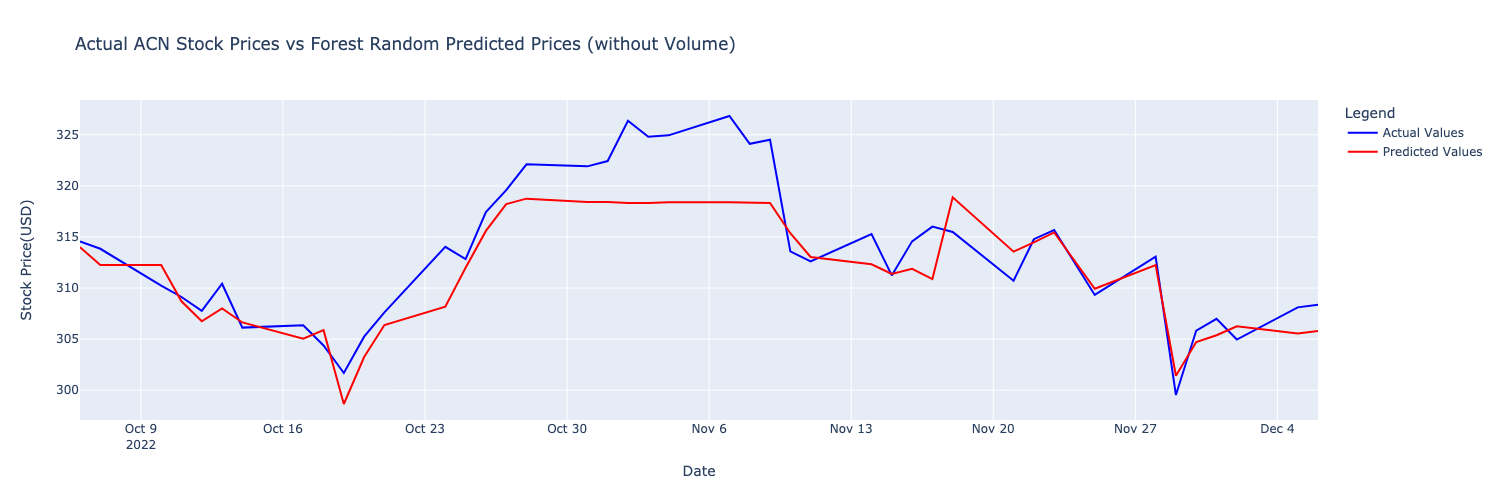 Actual ACN Stock Prices vs Forest Random Predicted Prices (without Volume)
Legend
Actual Values
Predicted Values
Stock Price(USD)
325
320
315
310
305
300
Oct 9
2022
Oct 16
Oct 23
Oct 30
Nov 6
Nov 13
Nov 20
Nov 27
Dec 4
Date